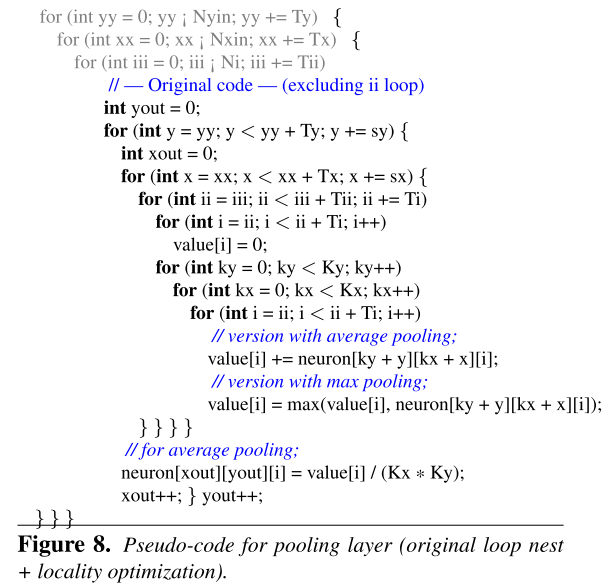 for (int yy = 0; yy ¡ Nyin; yy += Ty) {
for (int xx = 0; xx ¡ Nxin; xx += Tx) {
for (int iii = 0; iii ¡ Ni; iii += Tii)
// — Original code — (excluding ii loop)
int yout = 0;
for (int y = yy; y < yy + Ty; y += sy) {
int xout = 0;
for (int x = xx; x < xx + Tx; x += sx) {
for (int ii = iii; ii < iii + Tii; ii += Ti)
for (int i = ii; i < ii + Ti; i++)
value[i] = 0;
for (int ky = 0; ky < Ky; ky++)
for (int kx = 0; kx < Kx; kx++)
for (int i = ii; i < ii + Ti; i++)
// version with average pooling;
value[i] += neuron[ky + y][kx + x][i];
// version with max pooling;
value[i] = max(value[i], neuron[ky + y][kx + x][i]);
} } } }
// for average pooling;
neuron[xout][yout][i] = value[i] / (Kx ∗ Ky);
xout++; } yout++;
} } }
Figure 8. Pseudo-code for pooling layer (original loop nest
+ locality optimization).